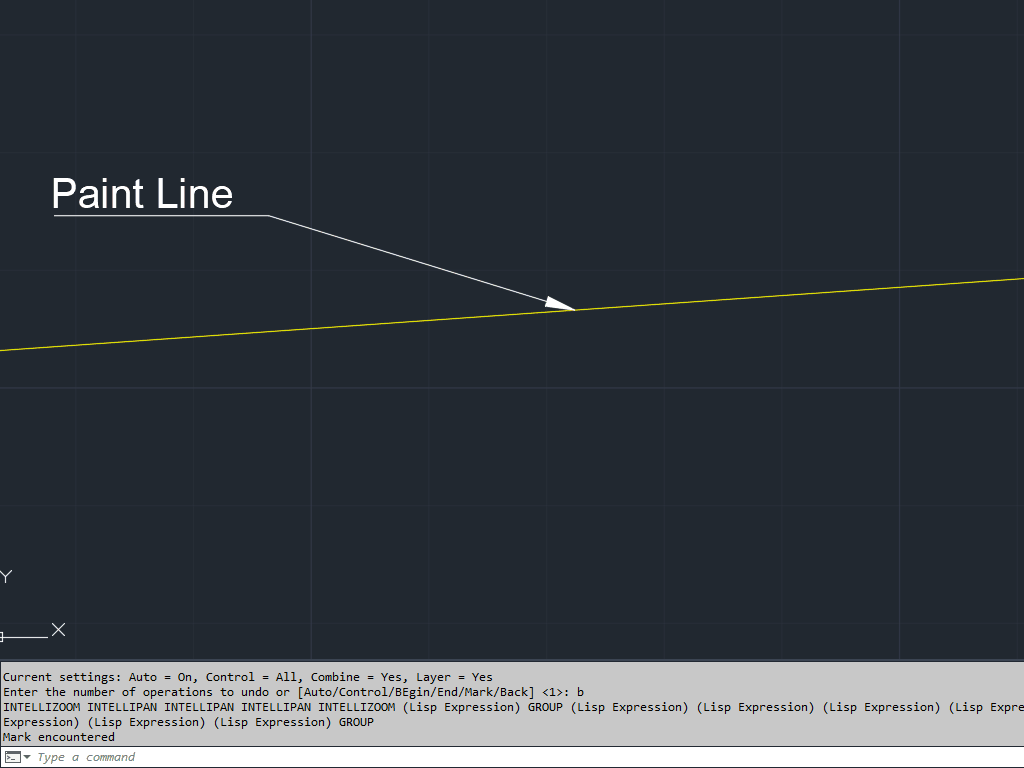 Paint Line
Y
X
Current settings: Auto = On, Control = All, Combine = Yes, Layer = Yes
Enter the number of operations to undo or [Auto/Control/BEgin/End/Mark/Back] <1>: b
INTELLIZOOM INTELLIPAN INTELLIPAN INTELLIPAN INTELLIZOOM (Lisp Expression) GROUP (Lisp Expression) (Lisp Expression) (Lisp Expression) (Lisp Expre
Expression) (Lisp Expression) (Lisp Expression) GROUP
Mark encountered
Type a command